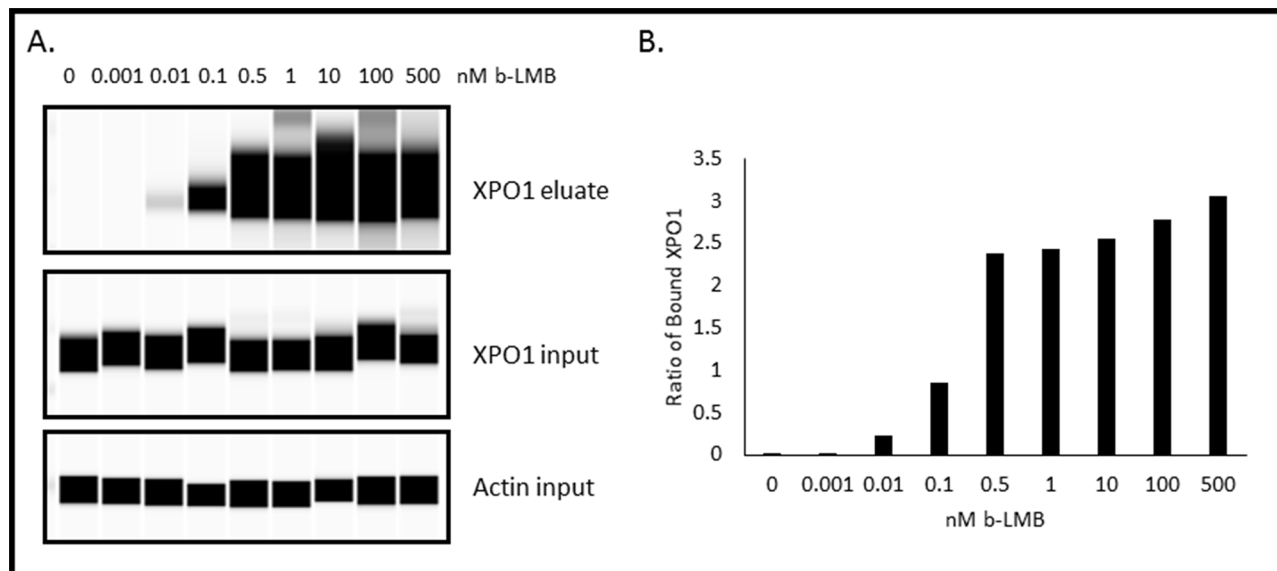 A.
0 0.001 0.01 0.1 0.5 1 10 100 500 nM b-LMB
XPO1 eluate
XPO1 input
Actin input
B.
3.5
3
2.5
2
1.5
1
0.5
0
Ratio of Bound XPO1
0 0.001 0.01 0.1 0.5 1 10 100 500
nM b-LMB